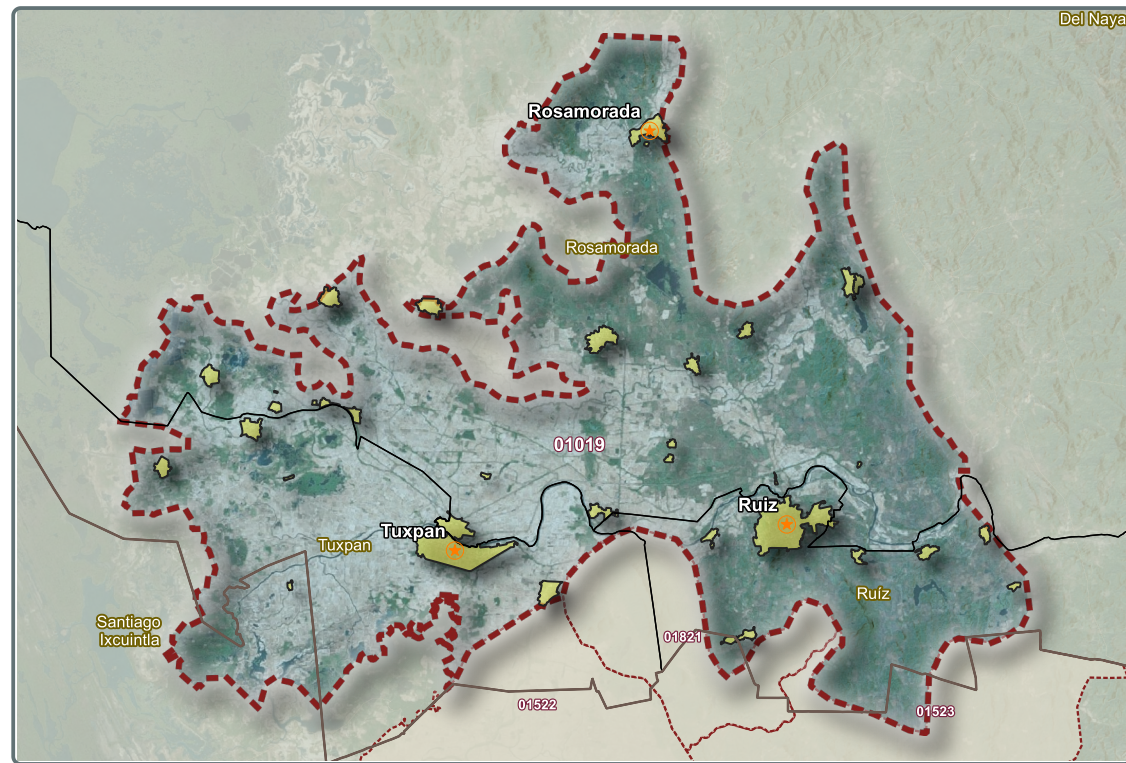 Del Naya
Rosamorada
Rosamorada
01019
Ruiz
Tuxpan
Tuxpan
Ruíz
Santiago
Ixcuintla
01821
01522
01523